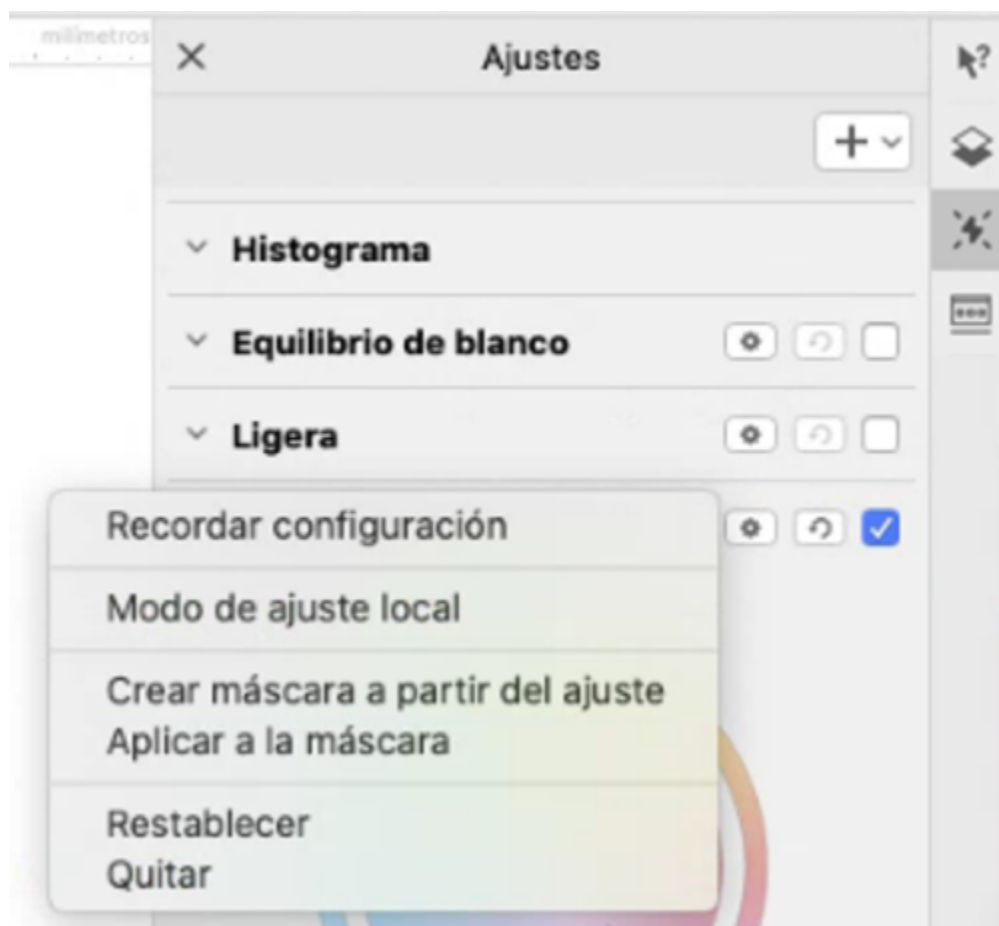 milímetros
Ajustes
Histograma
Equilibrio de blanco
Ligera
Recordar configuración
Modo de ajuste local
Crear máscara a partir del ajuste
Aplicar a la máscara
Restablecer
Quitar